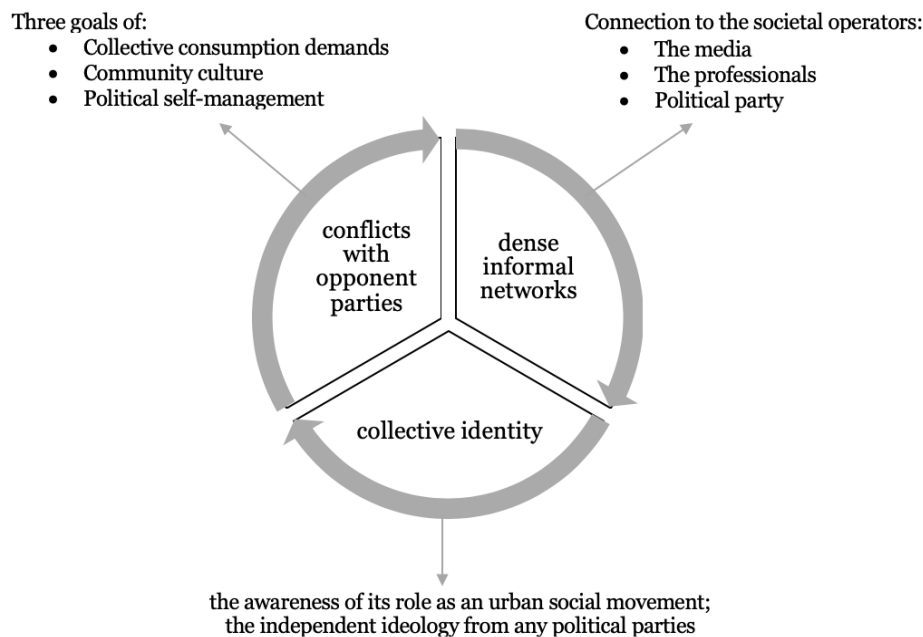 Three goals of:
• Collective consumption demands
• Community culture
• Political self-management
Connection to the societal operators:
• The media
• The professionals
• Political party
conflicts
with
opponent
parties
dense
informal
networks
collective identity
the awareness of its role as an urban social movement;
the independent ideology from any political parties